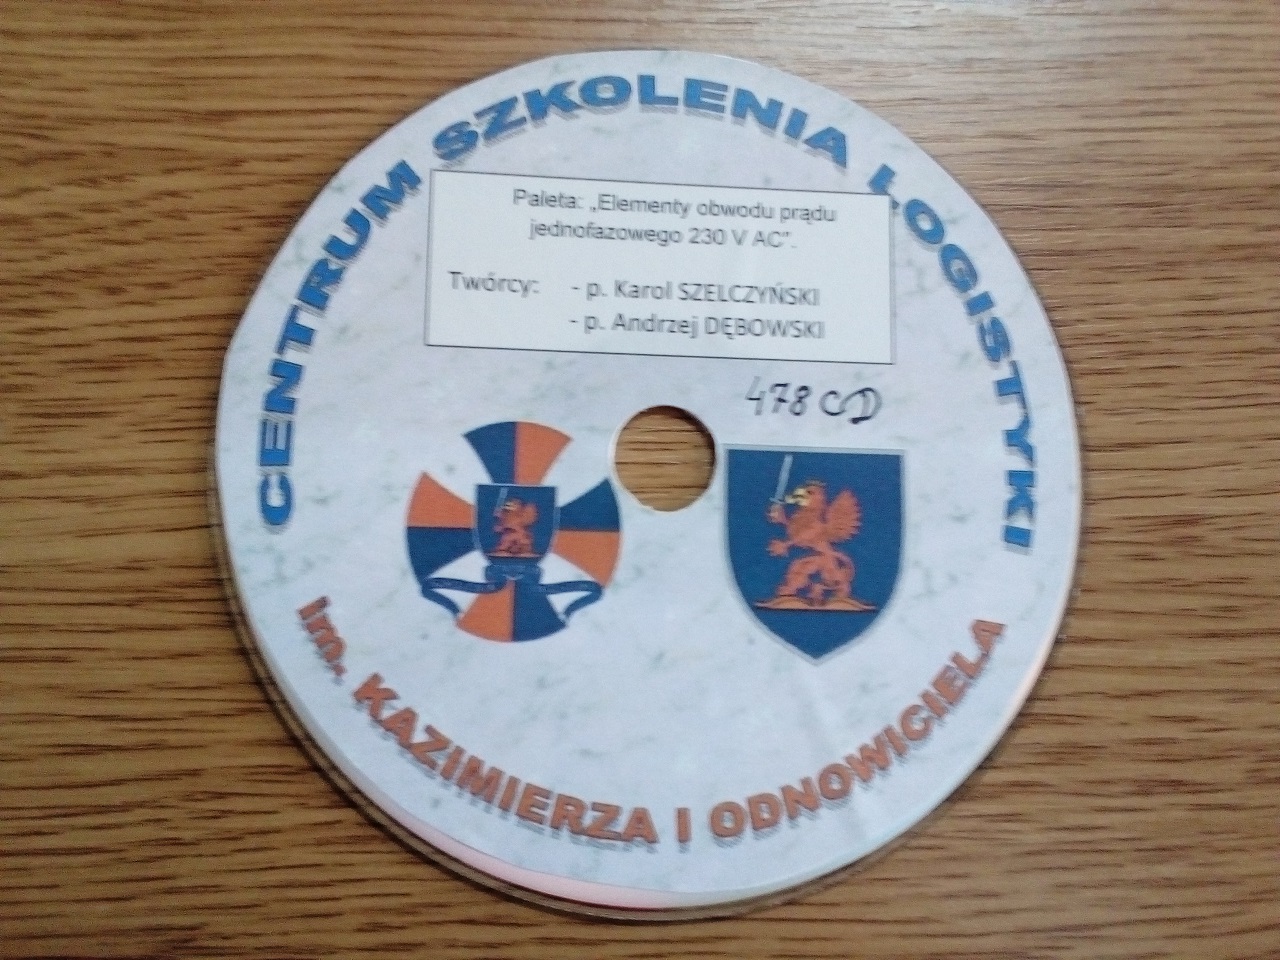 CENTRUM SZKOLENIA LOGISTYKI
Paleta: „Elementy obwodu prądu
jednofazowego 230 V AC”.
Twórcy: - p. Karol SZELCZYŃSKI
- p. Andrzej DĘBOWSKI
478 CD
im. KAZIMIERZA I ODNOWICIELA